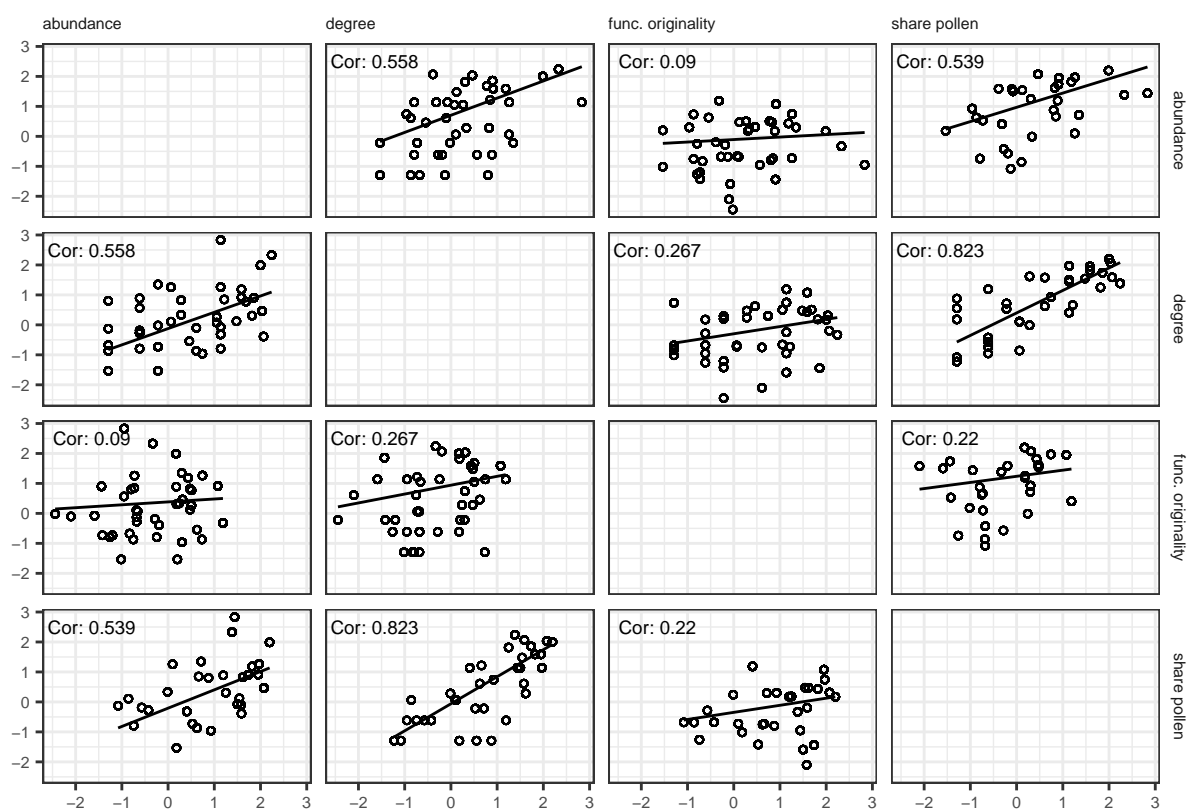 abundance degree func. originality share pollen
3
2
1
0
−1
−2
Cor: 0.558 Cor: 0.09 Cor: 0.539
abundance
3
2
1
0
−1
−2
Cor: 0.558 Cor: 0.267 Cor: 0.823
degree
3
2
1
0
−1
−2
Cor: 0.09 Cor: 0.267 Cor: 0.22
func. originality
3
2
1
0
−1
−2
Cor: 0.539 Cor: 0.823 Cor: 0.22
share pollen
−2 −1 0 1 2 3 −2 −1 0 1 2 3 −2 −1 0 1 2 3 −2 −1 0 1 2 3